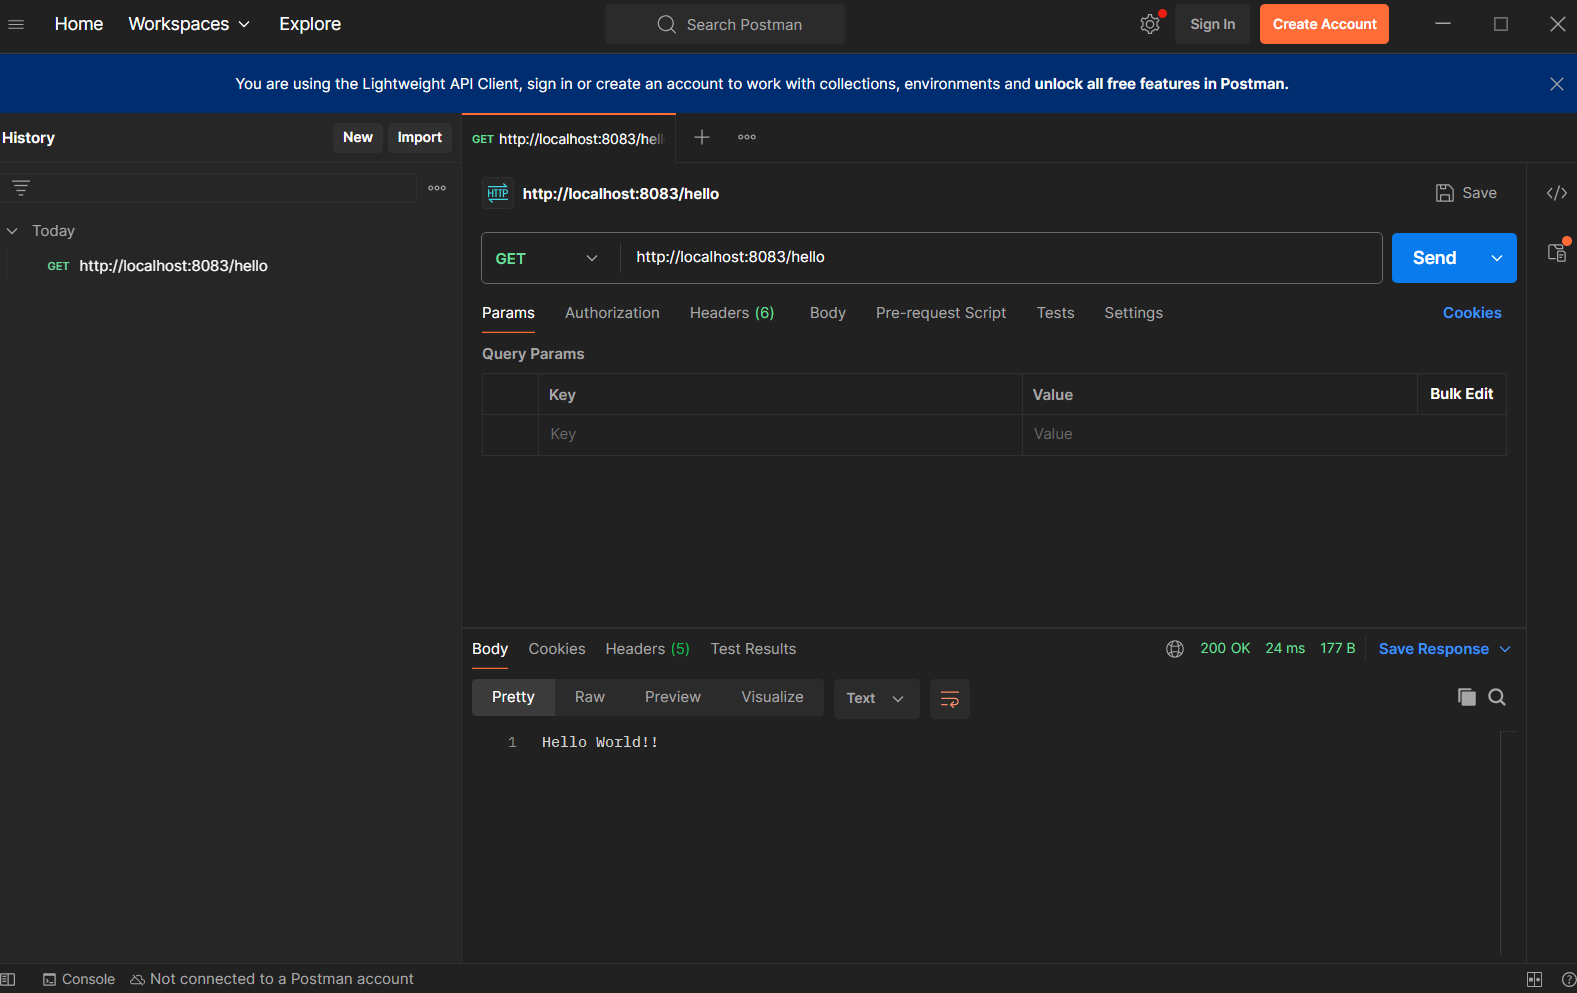 Home Workspaces Explore Search Postman Sign In Create Account
You are using the Lightweight API Client, sign in or create an account to work with collections, environments and unlock all free features in Postman.
History New Import
GET http://localhost:8083/hell
HTTP http://localhost:8083/hello Save
Today
GET http://localhost:8083/hello
GET http://localhost:8083/hello Send
Params Authorization Headers (6) Body Pre-request Script Tests Settings Cookies
Query Params
Key Value Bulk Edit
Key Value
Body Cookies Headers (5) Test Results 200 OK 24 ms 177 B Save Response
Pretty Raw Preview Visualize Text
1 Hello World!!
Console Not connected to a Postman account